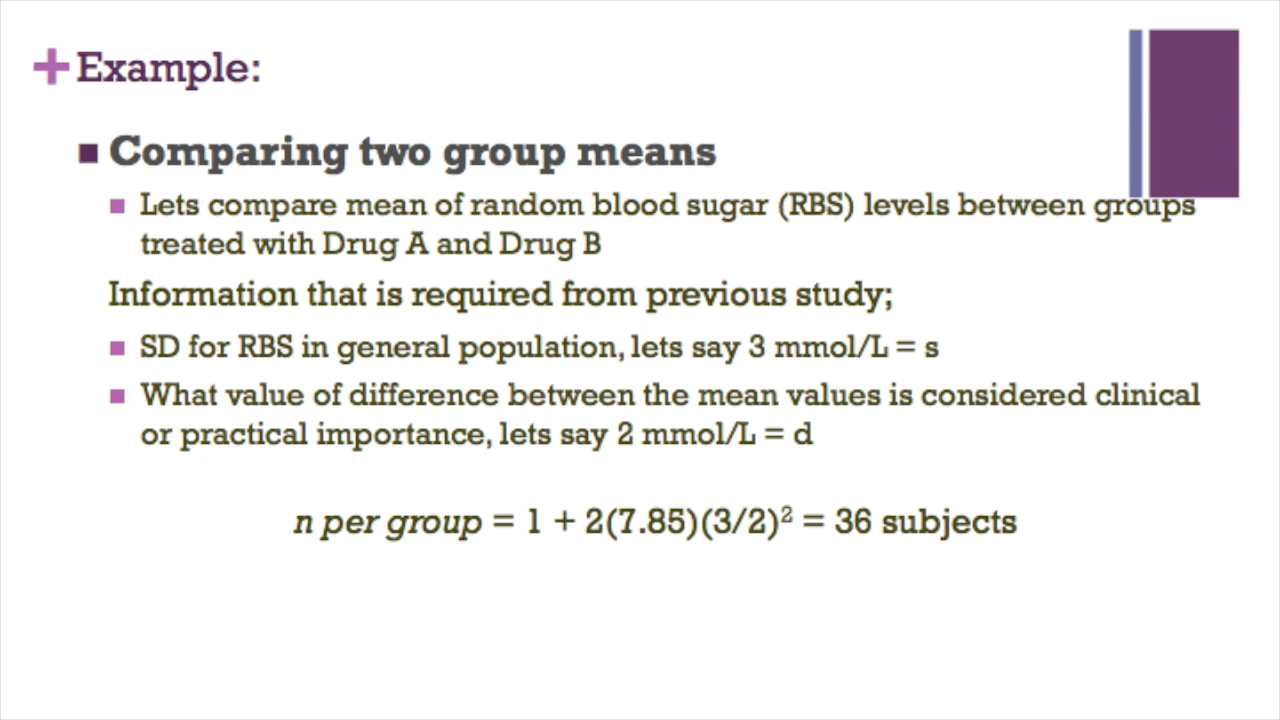 +Example:
■ Comparing two group means
■ Lets compare mean of random blood sugar (RBS) levels between groups
treated with Drug A and Drug B
Information that is required from previous study;
■ SD for RBS in general population, lets say 3 mmol/L = s
■ What value of difference between the mean values is considered clinical
or practical importance, lets say 2 mmol/L = d
n per group = 1 + 2(7.85)(3/2)² = 36 subjects